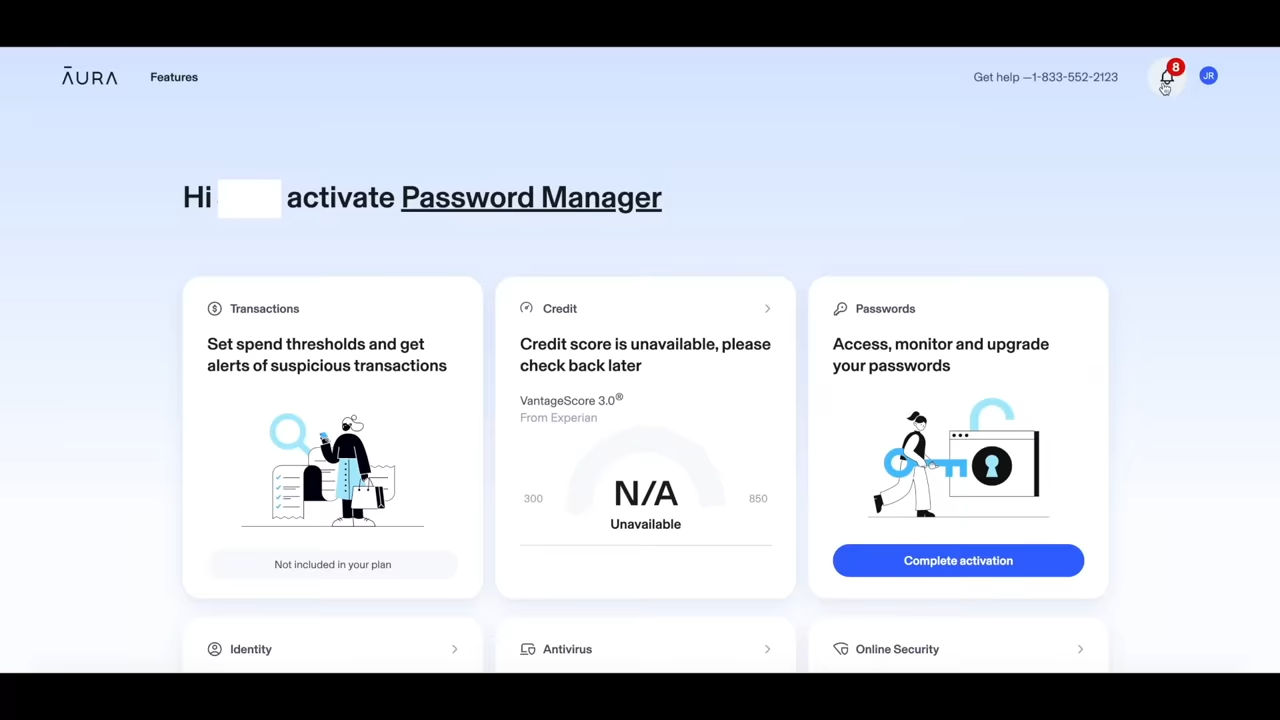 ĀURA
Features
Get help —1-833-552-2123
8
JR
Hi activate Password Manager
Transactions
Set spend thresholds and get
alerts of suspicious transactions
Not included in your plan
Credit
Credit score is unavailable, please
check back later
VantageScore 3.0®
From Experian
300
N/A
850
Unavailable
Passwords
Access, monitor and upgrade
your passwords
Complete activation
Identity
Antivirus
Online Security